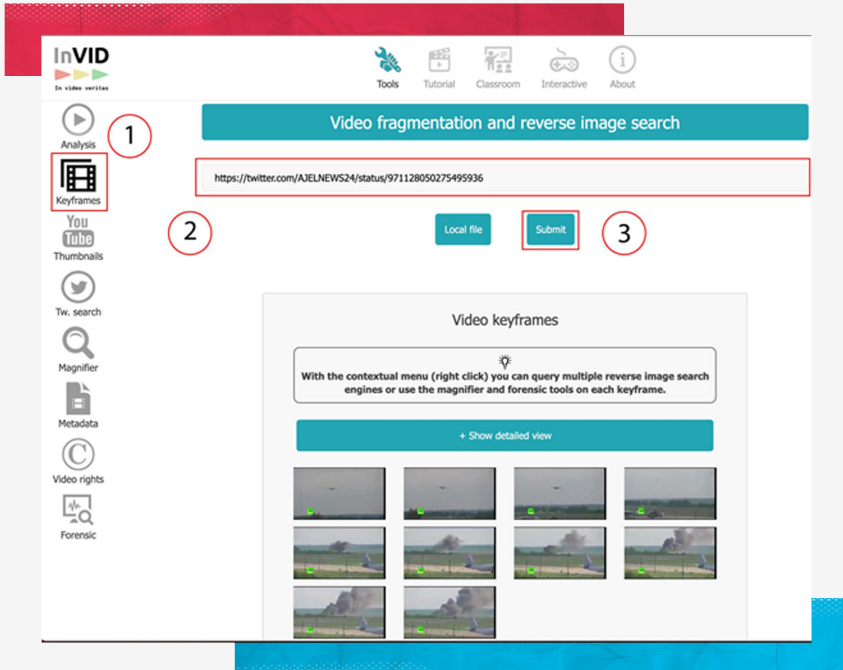 InVID
In video veritas
Tools
Tutorial
Classroom
Interactive
About
Analysis
1
Video fragmentation and reverse image search
Keyframes
https://twitter.com/AJELNEWS24/status/971128050275495936
You
Tube
Thumbnails
2
Local file
Submit
3
Tw. search
Magnifier
Metadata
Video rights
Forensic
Video keyframes
With the contextual menu (right click) you can query multiple reverse image search
engines or use the magnifier and forensic tools on each keyframe.
+ Show detailed view